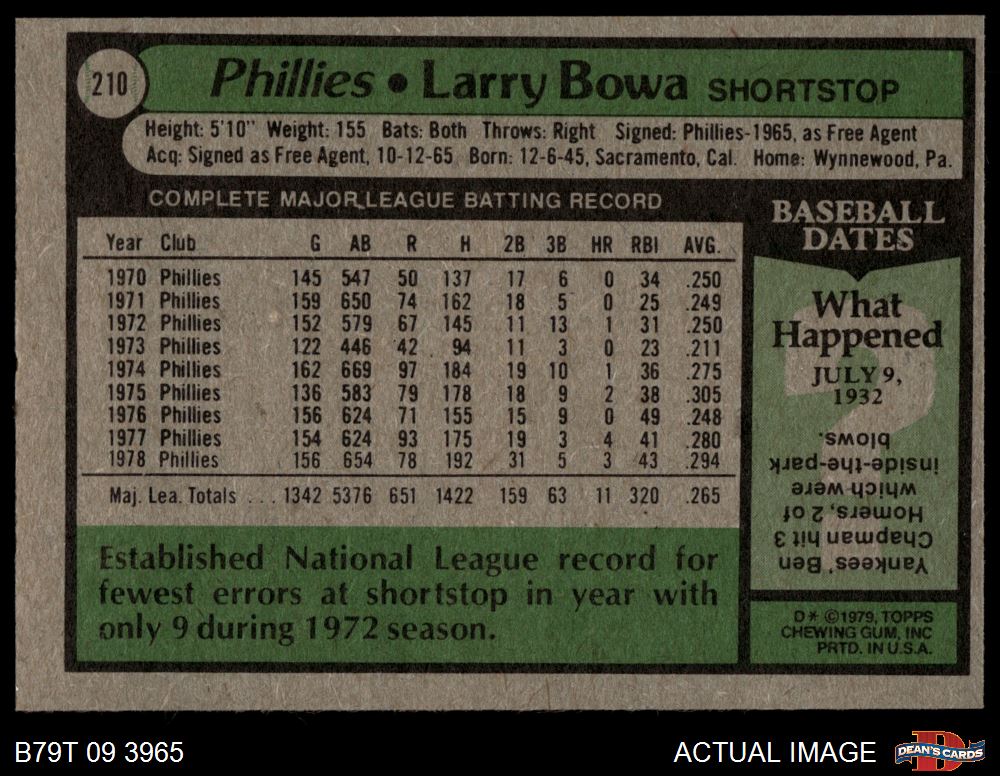 210
Phillies • Larry Bowa SHORTSTOP
Height: 5'10" Weight: 155 Bats: Both Throws: Right Signed: Phillies-1965, as Free Agent
Acq: Signed as Free Agent, 10-12-65 Born: 12-6-45, Sacramento, Cal. Home: Wynnewood, Pa.
COMPLETE MAJOR LEAGUE BATTING RECORD
Year Club G AB R H 2B 3B HR RBI AVG.
1970 Phillies 145 547 50 137 17 6 0 34 .250
1971 Phillies 159 650 74 162 18 5 0 25 .249
1972 Phillies 152 579 67 145 11 13 1 31 .250
1973 Phillies 122 446 42 94 11 3 0 23 .211
1974 Phillies 162 669 97 184 19 10 1 36 .275
1975 Phillies 136 583 79 178 18 9 2 38 .305
1976 Phillies 156 624 71 155 15 9 0 49 .248
1977 Phillies 154 624 93 175 19 3 4 41 .280
1978 Phillies 156 654 78 192 31 5 3 43 .294
Maj. Lea. Totals ... 1342 5376 651 1422 159 63 11 320 .265
Established National League record for
fewest errors at shortstop in year with
only 9 during 1972 season.
BASEBALL
DATES
What
Happened
JULY 9,
1932
?
Yankees' Ben
Chapman hit 3
Homers, 2 of
which were
inside-the-park
blows.
D* ©1979, TOPPS
CHEWING GUM, INC
PRTD. IN U.S.A.
B79T 09 3965
ACTUAL IMAGE
DEAN'S CARDS